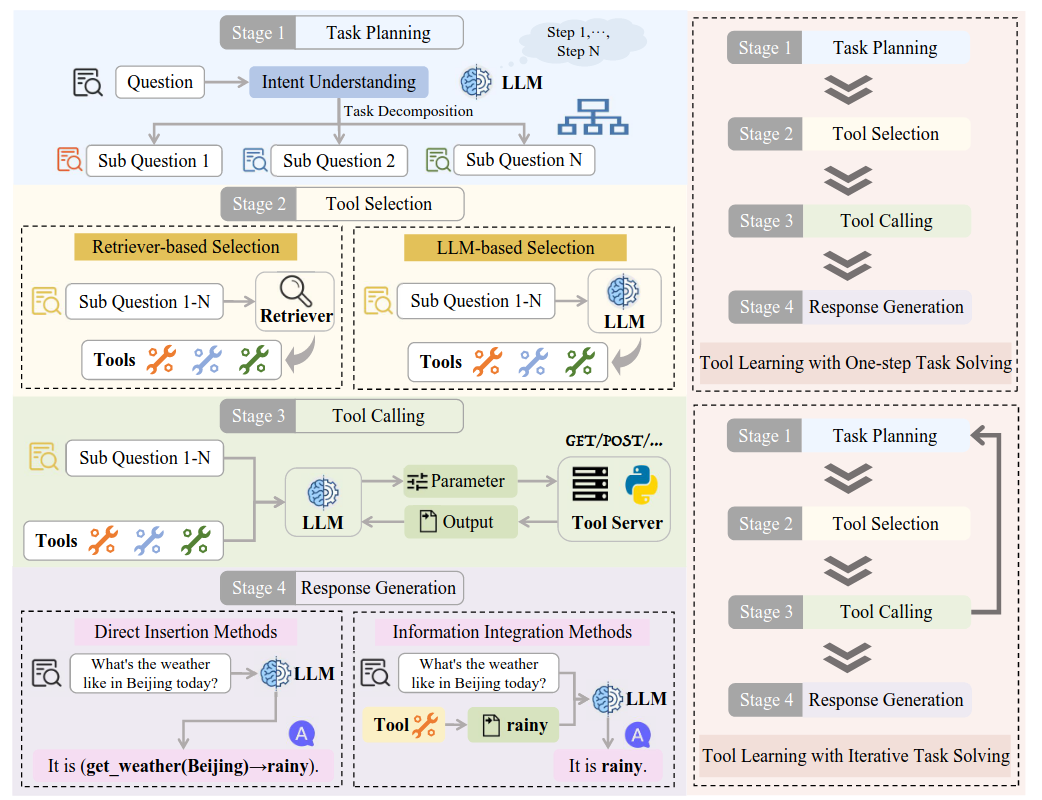 Stage 1 Task Planning
Step 1,···,
Step N
Question
Intent Understanding
LLM
Task Decomposition
Sub Question 1
Sub Question 2
Sub Question N
Stage 2 Tool Selection
Retriever-based Selection
Sub Question 1-N
Retriever
Tools
LLM-based Selection
Sub Question 1-N
LLM
Tools
Stage 3 Tool Calling
Sub Question 1-N
Tools
LLM
Parameter
Output
GET/POST/...
Tool Server
Stage 4 Response Generation
Direct Insertion Methods
What's the weather
like in Beijing today?
LLM
A
It is (get_weather(Beijing)→rainy).
Information Integration Methods
What's the weather
like in Beijing today?
Tool
rainy
LLM
A
It is rainy.
Stage 1 Task Planning
Stage 2 Tool Selection
Stage 3 Tool Calling
Stage 4 Response Generation
Tool Learning with One-step Task Solving
Stage 1 Task Planning
Stage 2 Tool Selection
Stage 3 Tool Calling
Stage 4 Response Generation
Tool Learning with Iterative Task Solving